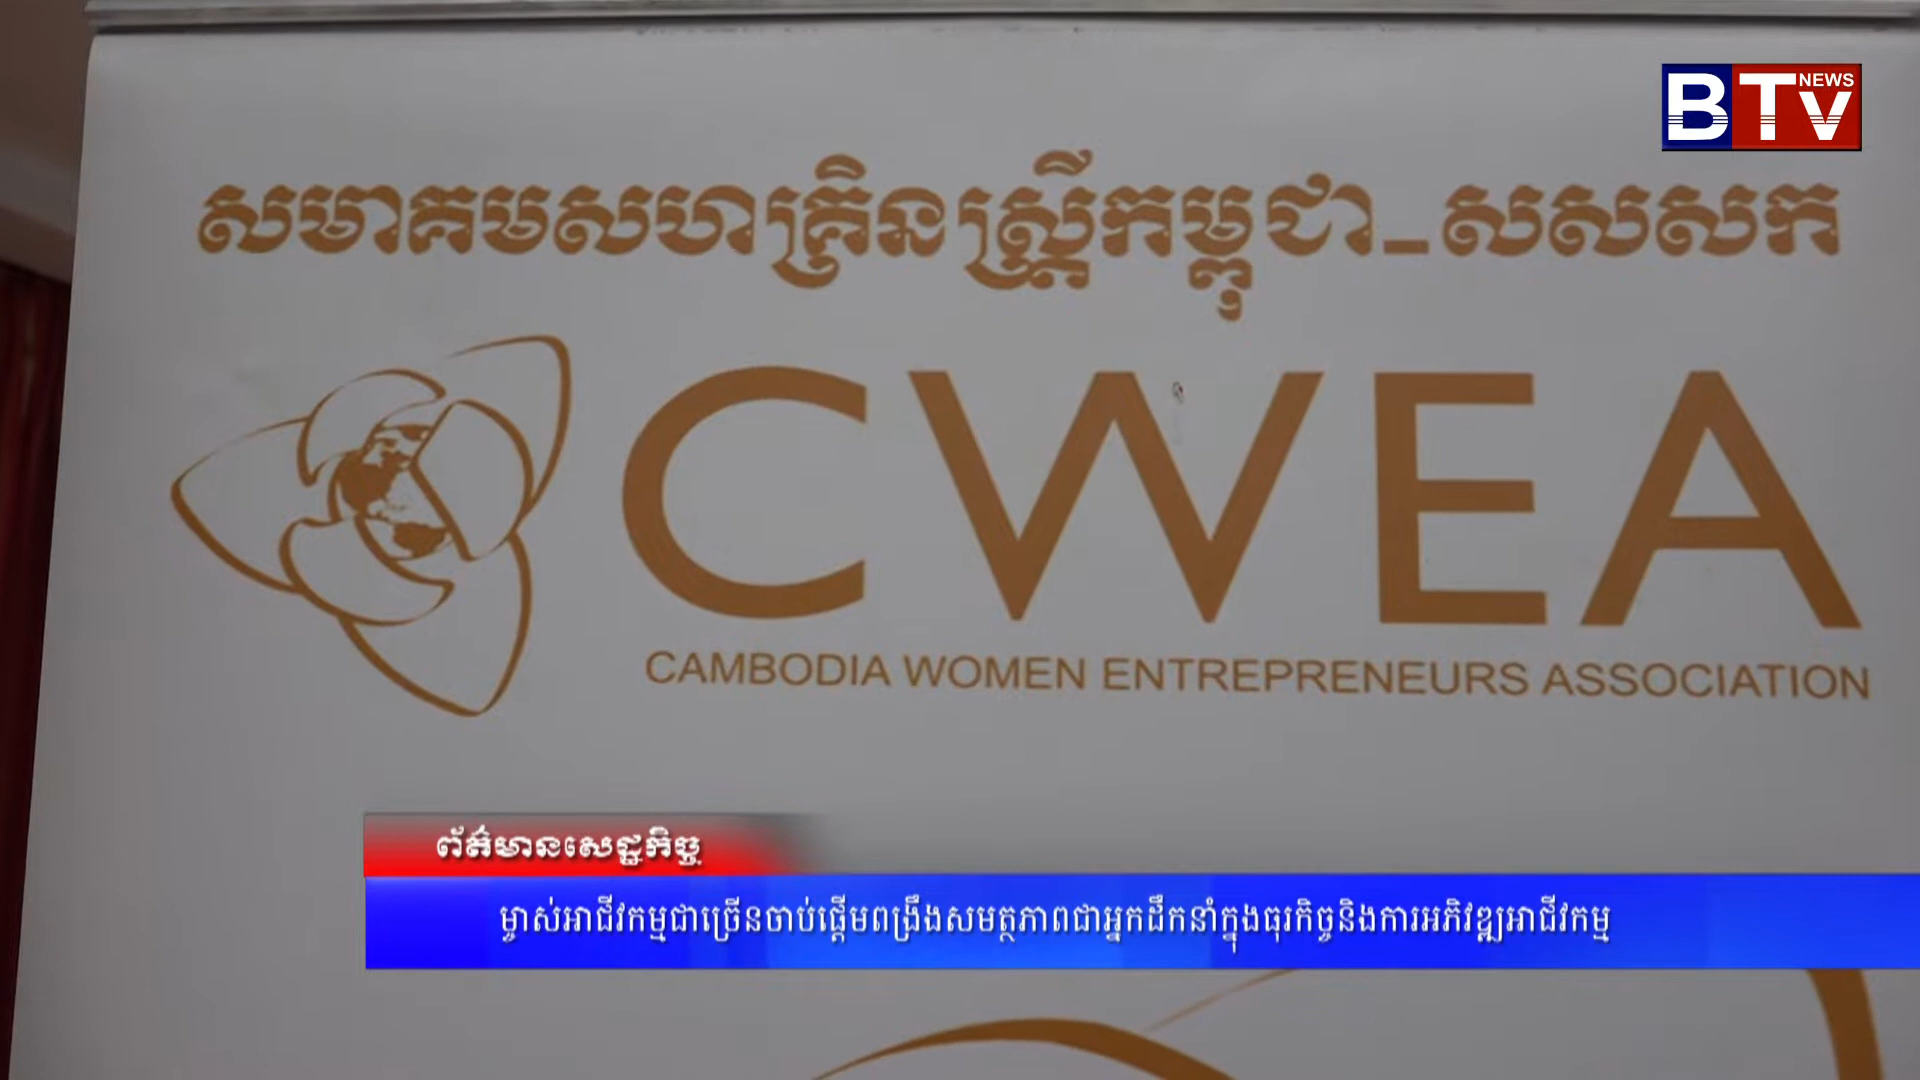 BTV NEWS
សមាគមសហគ្រិនស្ត្រីកម្ពុជា_សសសក
CWEA
CAMBODIA WOMEN ENTREPRENEURS ASSOCIATION
ព័ត៌មានសេដ្ឋកិច្ច
ម្ចាស់អាជីវកម្មជាច្រើនចាប់ផ្ដើមពង្រឹងសមត្ថភាពជាអ្នកដឹកនាំក្នុងធុរកិច្ចនិងការអភិវឌ្ឍអាជីវកម្ម